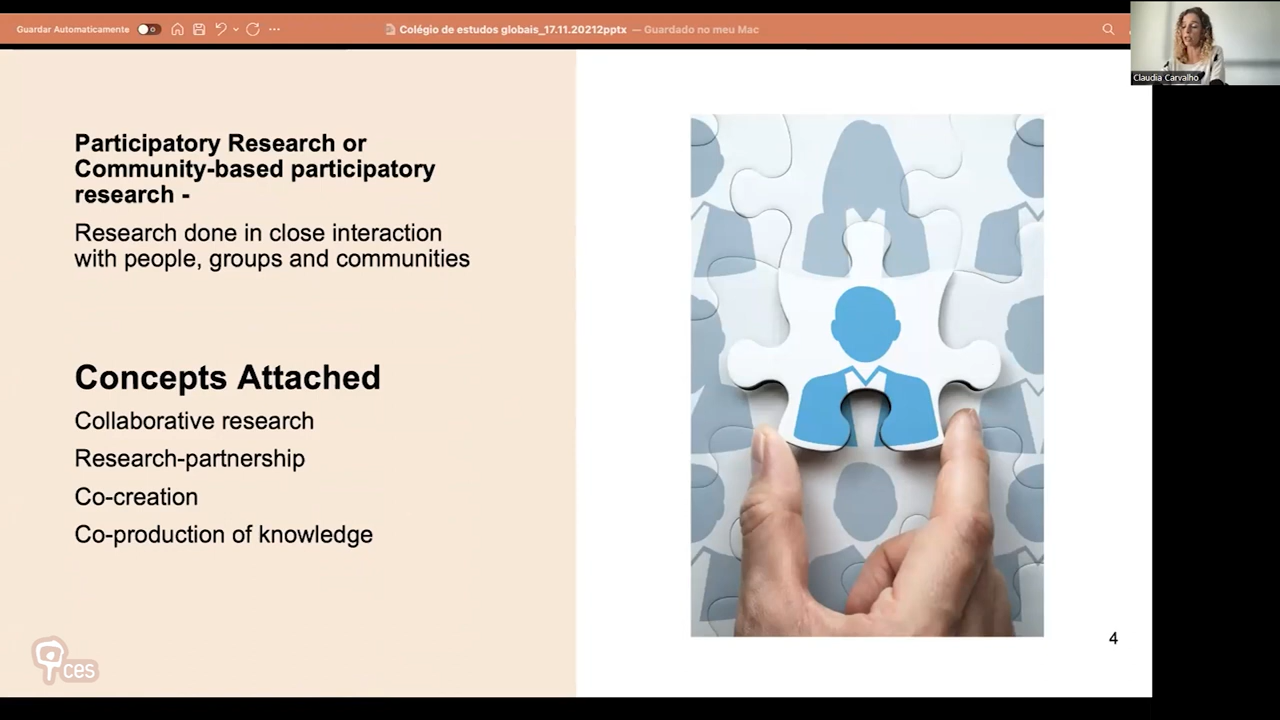 Guardar Automaticamente
Colégio de estudos globais_17.11.20212pptx — Guardado no meu Mac
Claudia Carvalho
Participatory Research or
Community-based participatory
research -
Research done in close interaction
with people, groups and communities
Concepts Attached
Collaborative research
Research-partnership
Co-creation
Co-production of knowledge
4
ces